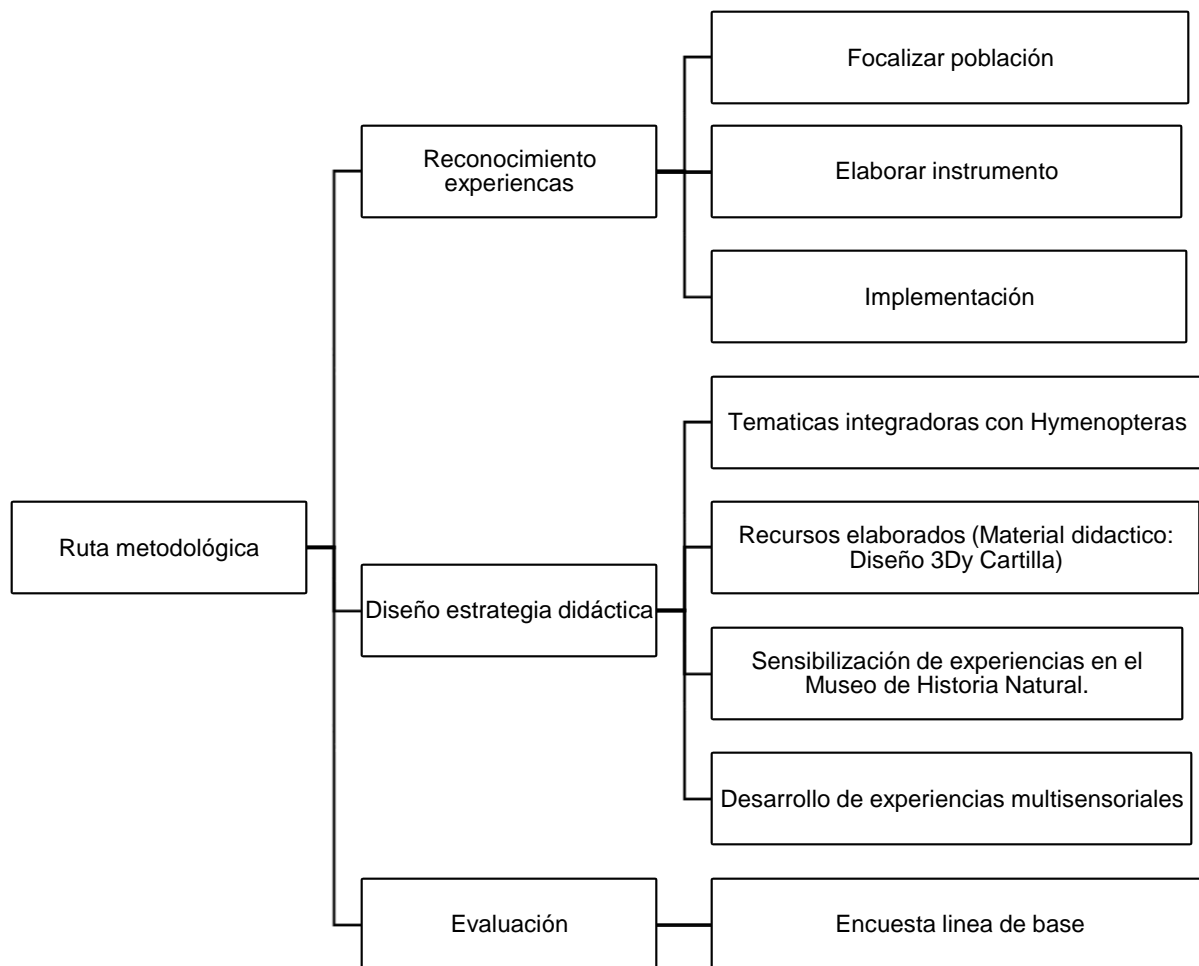 Ruta metodológica
Reconocimiento
experiencas
Focalizar población
Elaborar instrumento
Implementación
Diseño estrategia didáctica
Tematicas integradoras con Hymenopteras
Recursos elaborados (Material didactico:
Diseño 3Dy Cartilla)
Sensibilización de experiencias en el
Museo de Historia Natural.
Desarrollo de experiencias multisensoriales
Evaluación
Encuesta linea de base